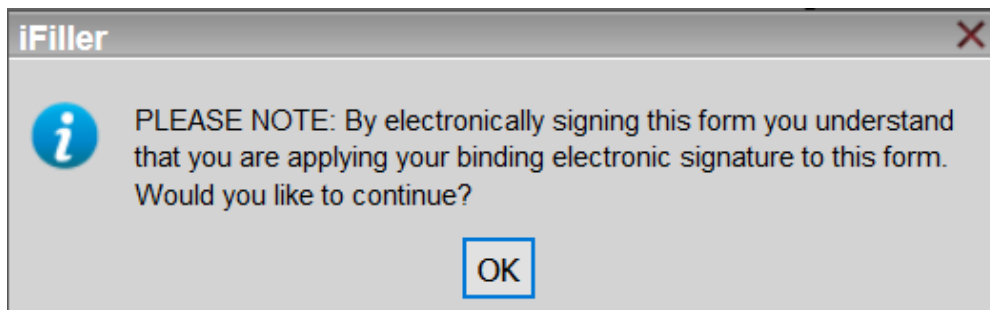 iFiller
PLEASE NOTE: By electronically signing this form you understand
that you are applying your binding electronic signature to this form.
Would you like to continue?
OK